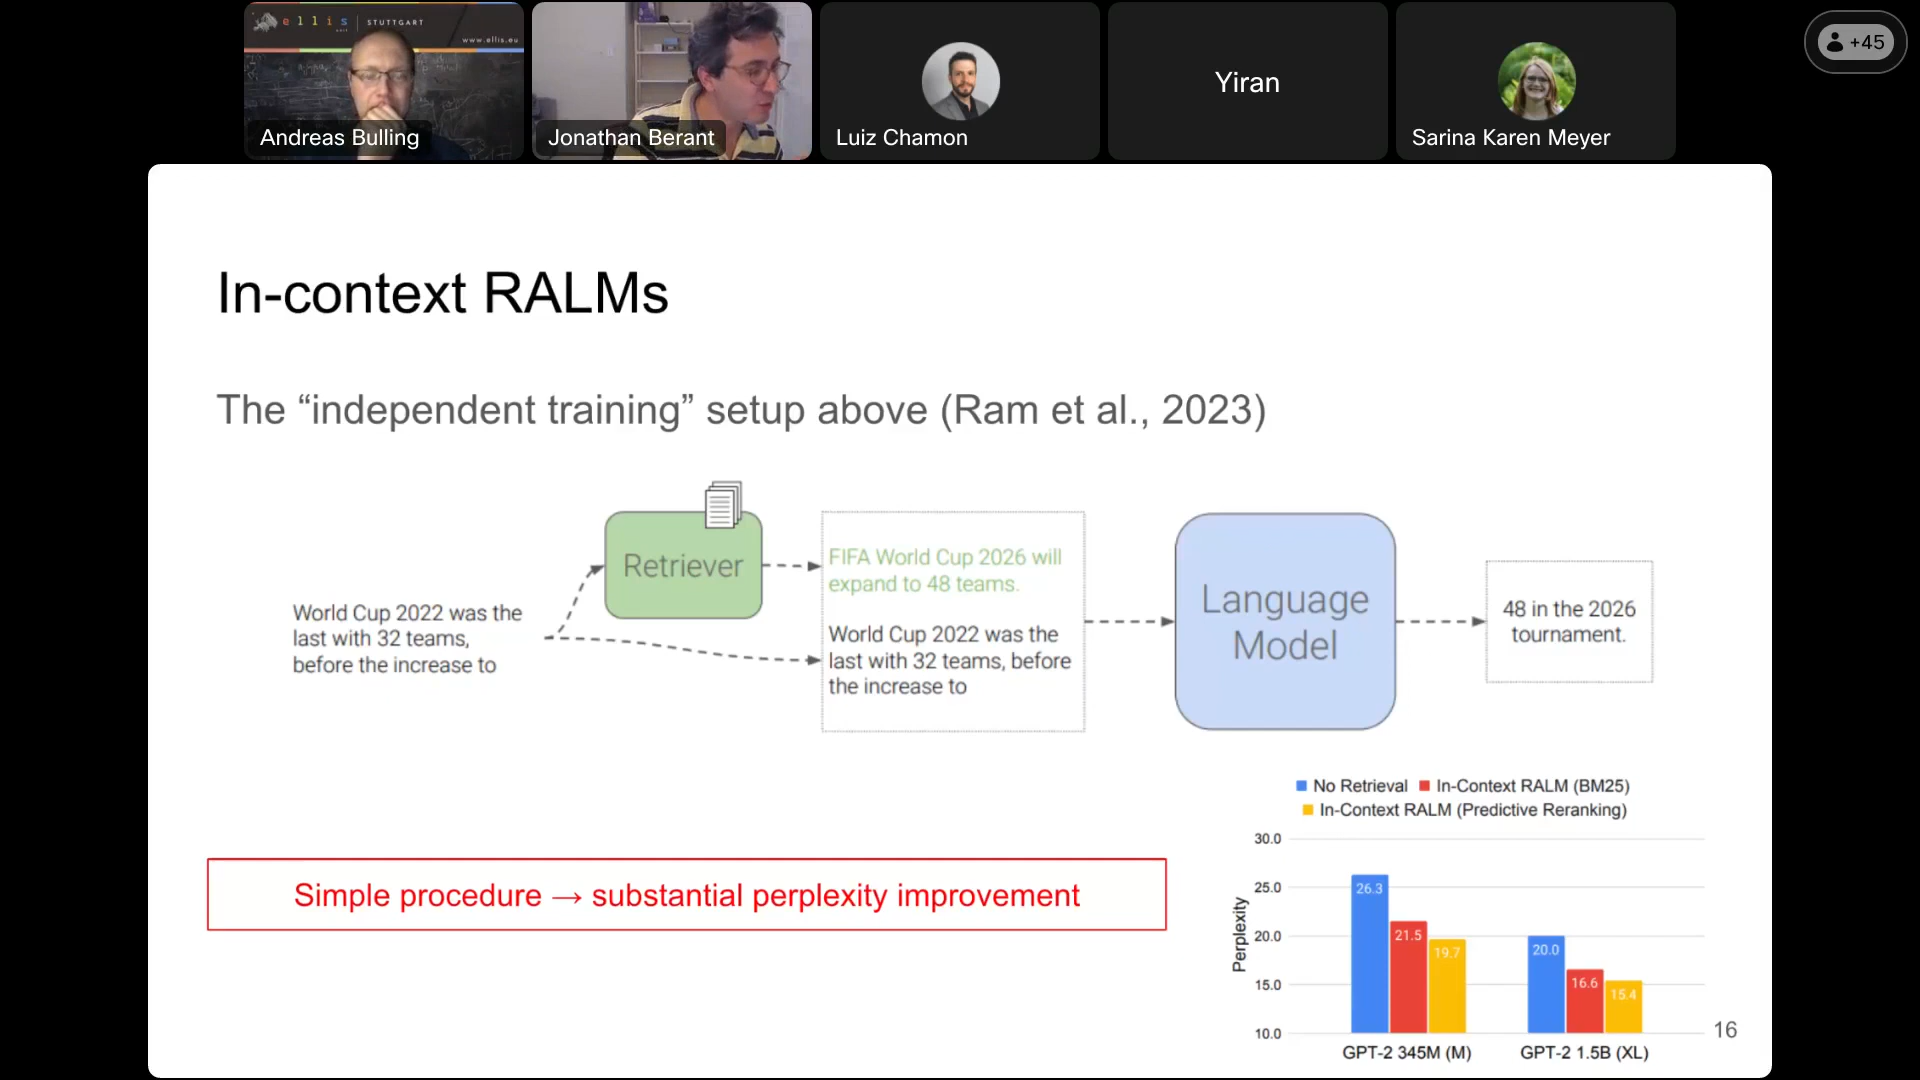 ellis
unit
STUTTGART
www.ellis.eu
Andreas Bulling
Jonathan Berant
Luiz Chamon
Yiran
Sarina Karen Meyer
+45
In-context RALMs
The “independent training” setup above (Ram et al., 2023)
World Cup 2022 was the
last with 32 teams,
before the increase to
Retriever
FIFA World Cup 2026 will
expand to 48 teams.
World Cup 2022 was the
last with 32 teams, before
the increase to
Language
Model
48 in the 2026
tournament.
Simple procedure → substantial perplexity improvement
No Retrieval In-Context RALM (BM25)
In-Context RALM (Predictive Reranking)
Perplexity
30.0
25.0
20.0
15.0
10.0
26.3
21.5
19.7
20.0
16.6
15.4
GPT-2 345M (M)
GPT-2 1.5B (XL)
16